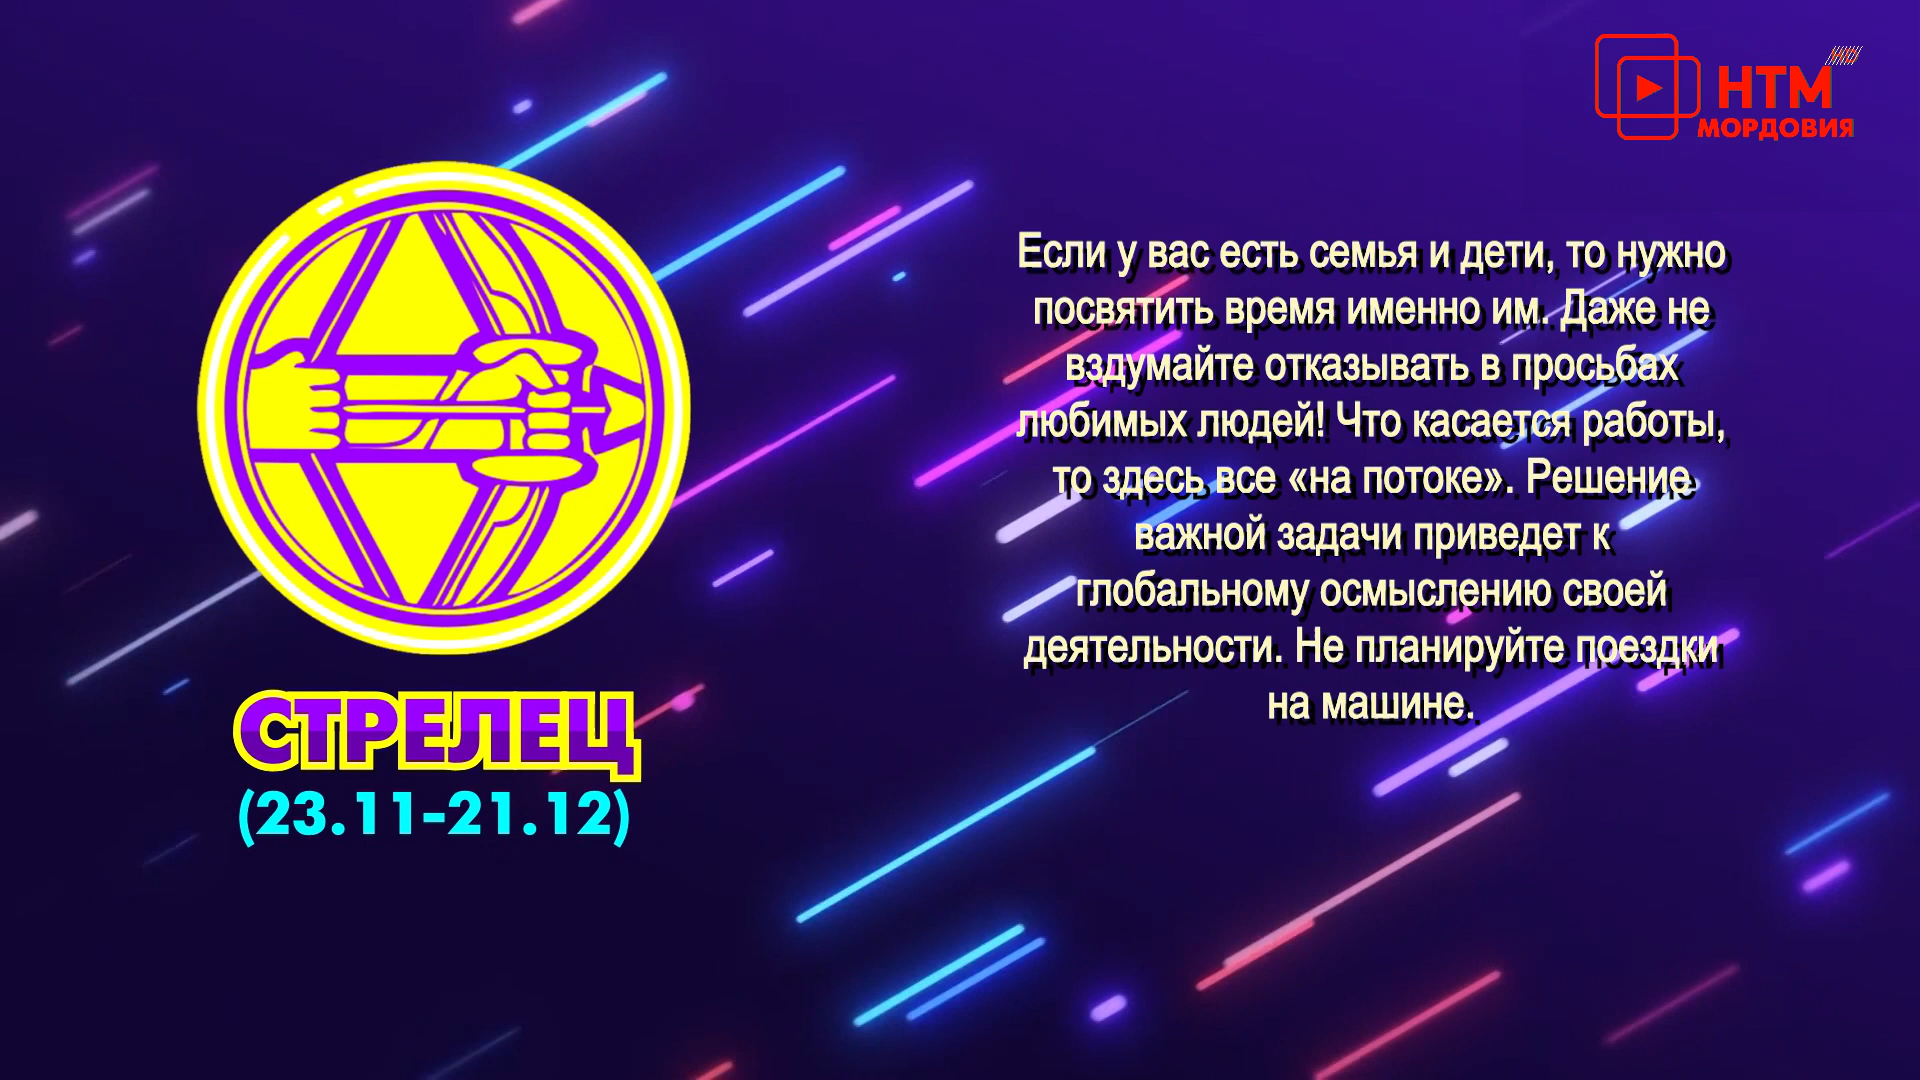 НТМ
МОРДОВИЯ
Если у вас есть семья и дети, то нужно
посвятить время именно им. Даже не
вздумайте отказывать в просьбах
любимых людей! Что касается работы,
то здесь все «на потоке». Решение
важной задачи приведет к
глобальному осмыслению своей
деятельности. Не планируйте поездки
на машине.
СТРЕЛЕЦ
(23.11-21.12)